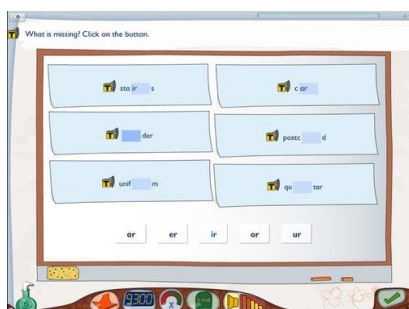 What is missing? Click on the button.
sta ir s
c ar
der
postc d
unif m
qu ter
ar er ir or ur
9300